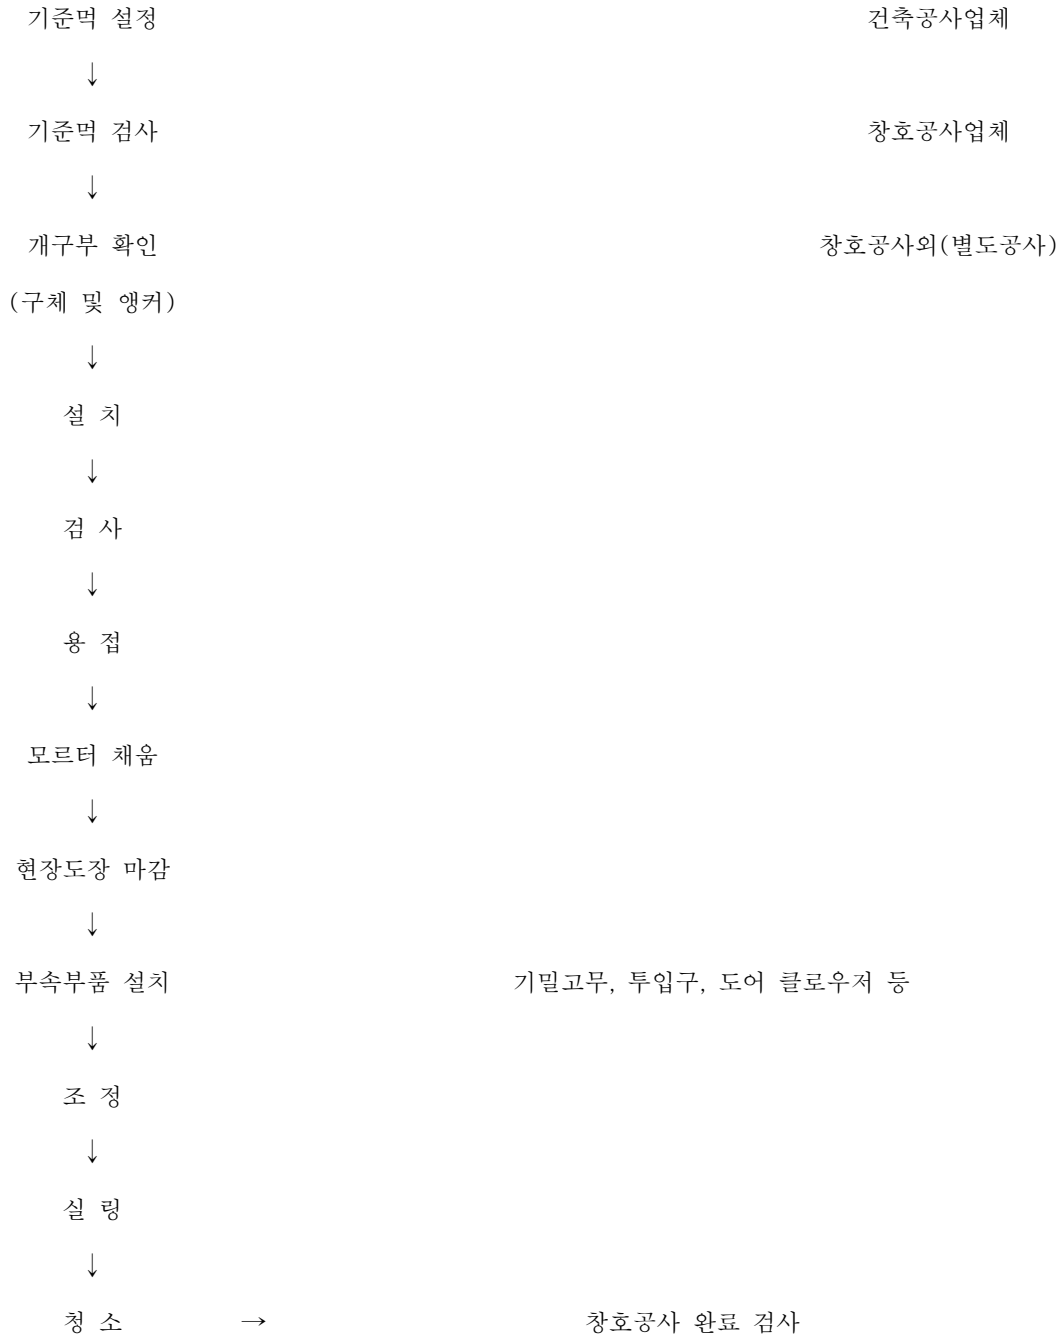 기준먹 설정 건축공사업체
↓
기준먹 검사 창호공사업체
↓
개구부 확인 창호공사외(별도공사)
(구체 및 앵커)
↓
설 치
↓
검 사
↓
용 접
↓
모르터 채움
↓
현장도장 마감
↓
부속부품 설치 기밀고무, 투입구, 도어 클로우저 등
↓
조 정
↓
실 링
↓
청 소 → 창호공사 완료 검사